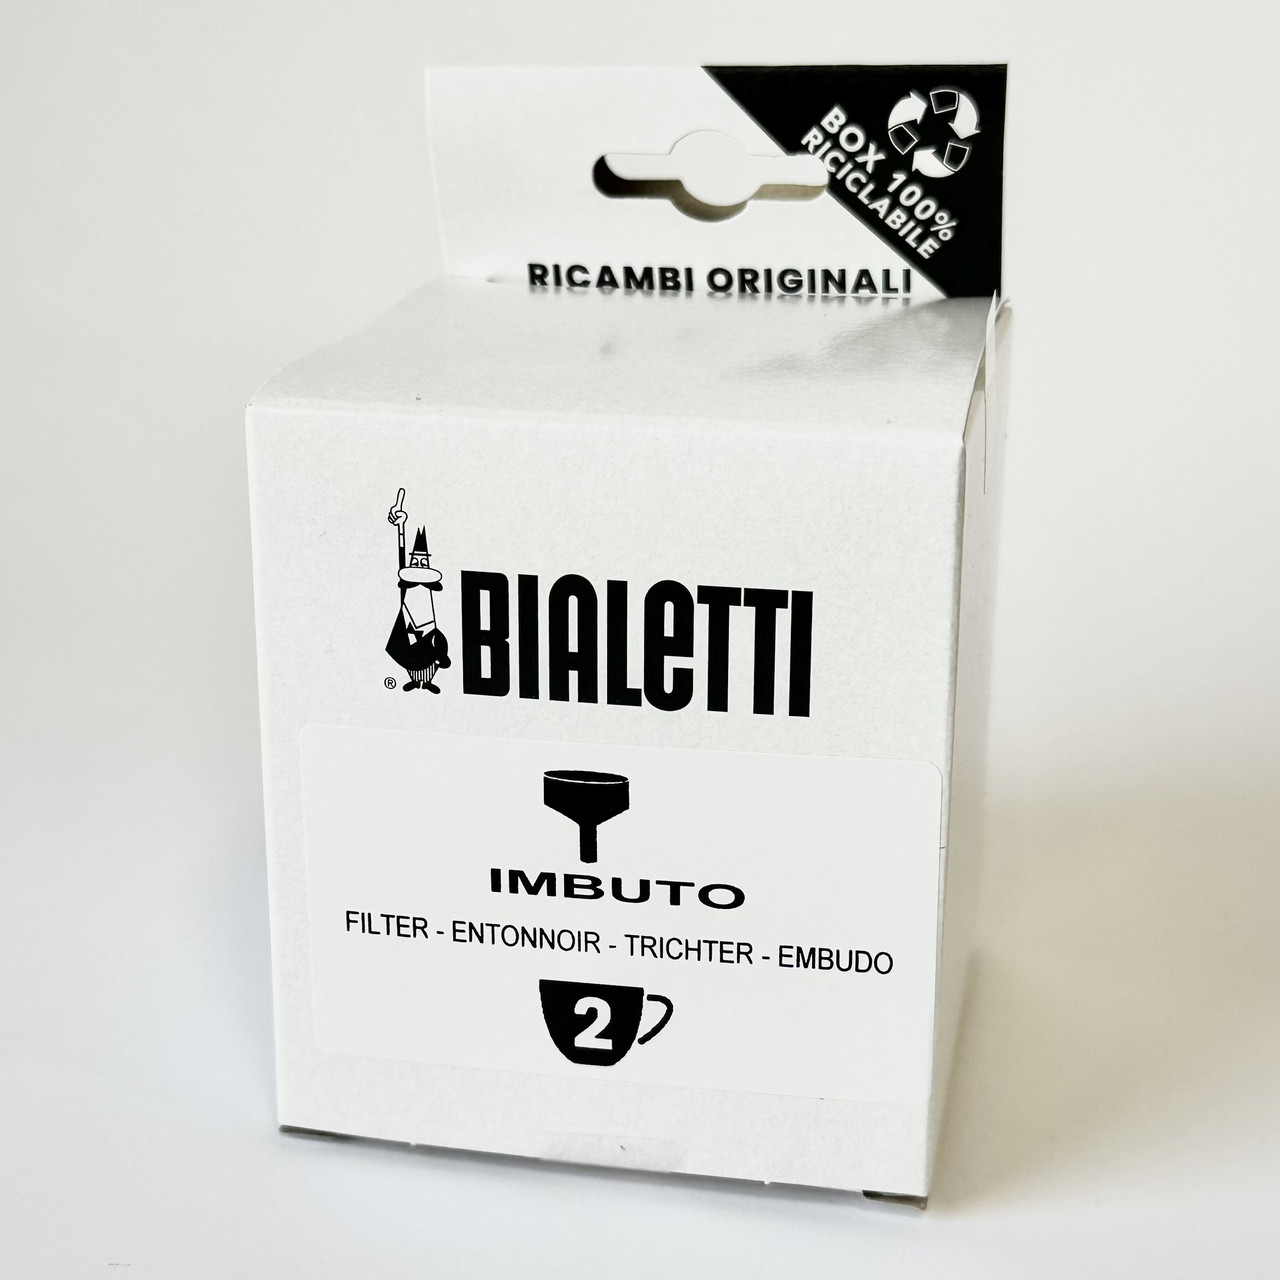 BOX 100%
RICICLABILE
RICAMBI ORIGINALI
BIALeTTI
®
IMBUTO
FILTER - ENTONNOIR - TRICHTER - EMBUDO
2